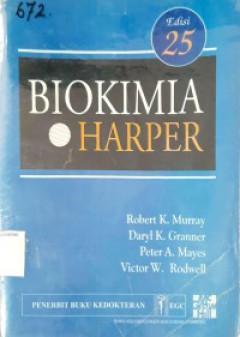 672.
Edisi
25
BIOKIMIA
HARPER
Robert K. Murray
Daryl K. Granner
Peter A. Mayes
Victor W. Rodwell
PENERBIT BUKU KEDOKTERAN EGC